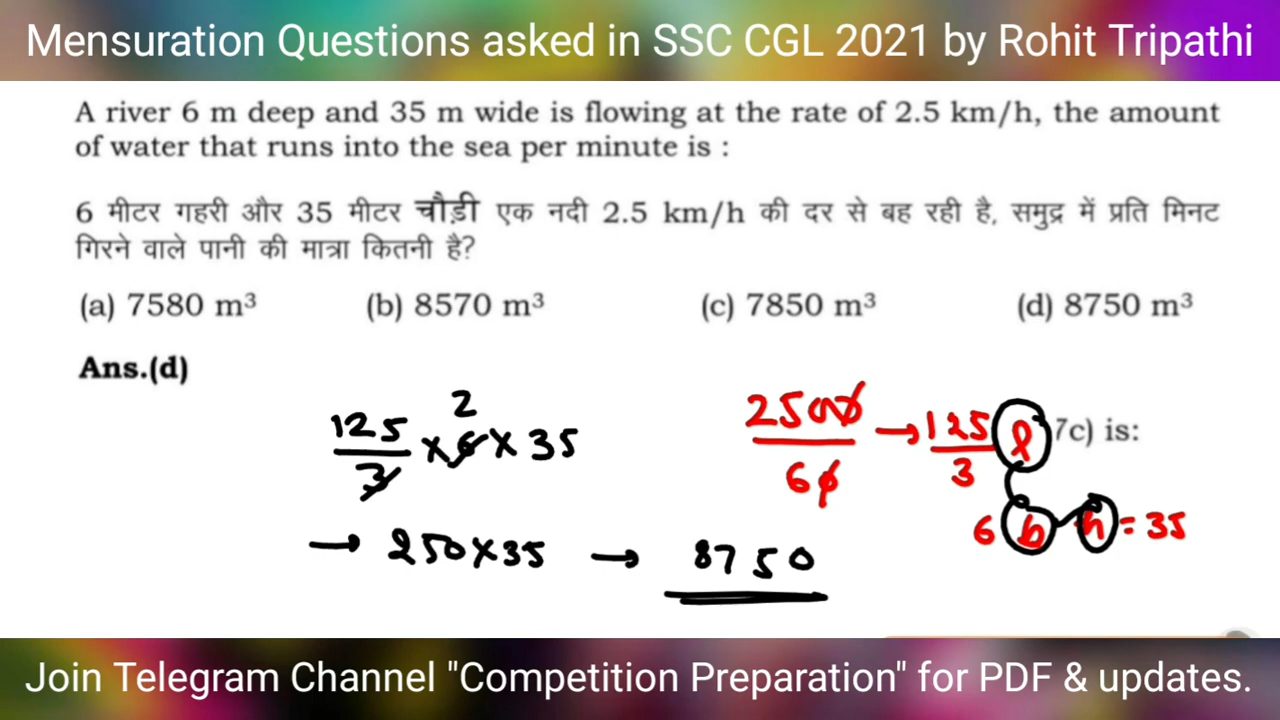 Mensuration Questions asked in SSC CGL 2021 by Rohit Tripathi
A river 6 m deep and 35 m wide is flowing at the rate of 2.5 km/h, the amount
of water that runs into the sea per minute is :
6 मीटर गहरी और 35 मीटर चौड़ी एक नदी 2.5 km/h की दर से बह रही है, समुद्र में प्रति मिनट
गिरने वाले पानी की मात्रा कितनी है?
(a) 7580 m³ (b) 8570 m³ (c) 7850 m³ (d) 8750 m³
Ans.(d)
125/3 × 6 × 35
2
2500/60 → 125/3 l
7c) is:
6 b h = 35
→ 250×35 → 8750
Join Telegram Channel "Competition Preparation" for PDF & updates.